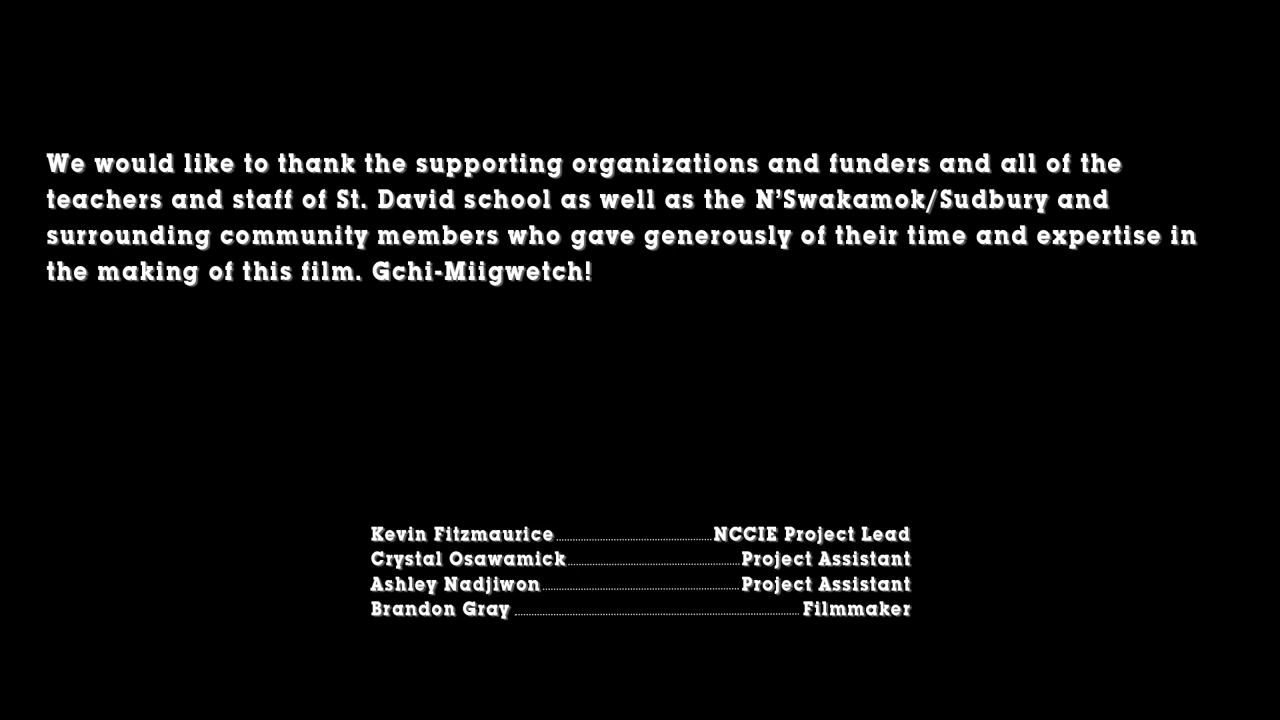 We would like to thank the supporting organizations and funders and all of the
teachers and staff of St. David school as well as the N’Swakamok/Sudbury and
surrounding community members who gave generously of their time and expertise in
the making of this film. Gchi-Miigwetch!
Kevin Fitzmaurice NCCIE Project Lead
Crystal Osawamick Project Assistant
Ashley Nadjiwon Project Assistant
Brandon Gray Filmmaker